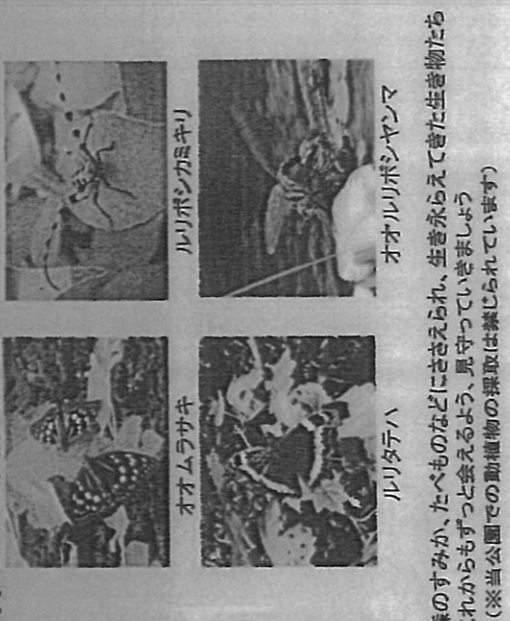 オオムラサキ
ルリボシカミキリ
ルリタテハ
オオルリボシヤンマ
のすみか、たべものなどにささえられ、生き永らえてきた生き物たち
れからもずっと会えるよう、見守っていきましょう
(※当公園での動植物の採取は禁じられています)